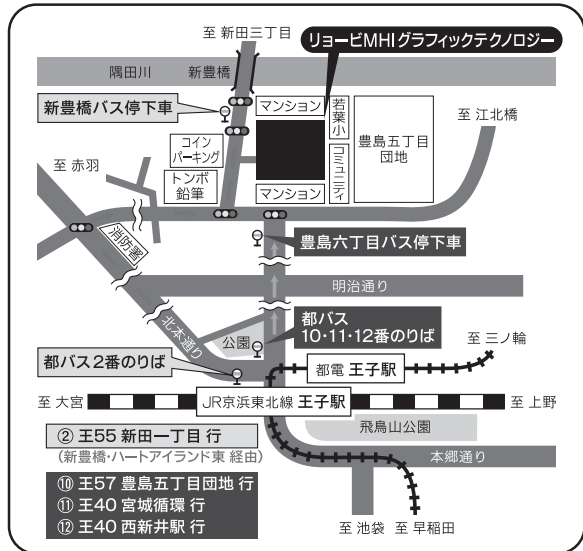 至 新田三丁目
リョービMHIグラフィックテクノロジー
隅田川
新豊橋
新豊橋バス停下車
マンション
若葉小
至 江北橋
コイン
パーキング
豊島五丁目
団地
至 赤羽
コミュニティ
トンボ
鉛筆
マンション
消防署
豊島六丁目バス停下車
明治通り
北本通り
都バス
10・11・12番のりば
公園
至 三ノ輪
都バス2番のりば
都電 王子駅
至 大宮
JR京浜東北線 王子駅
至 上野
② 王55 新田一丁目 行
(新豊橋・ハートアイランド東 経由)
飛鳥山公園
本郷通り
⑩ 王57 豊島五丁目団地 行
⑪ 王40 宮城循環 行
⑫ 王40 西新井駅 行
至 池袋
至 早稲田